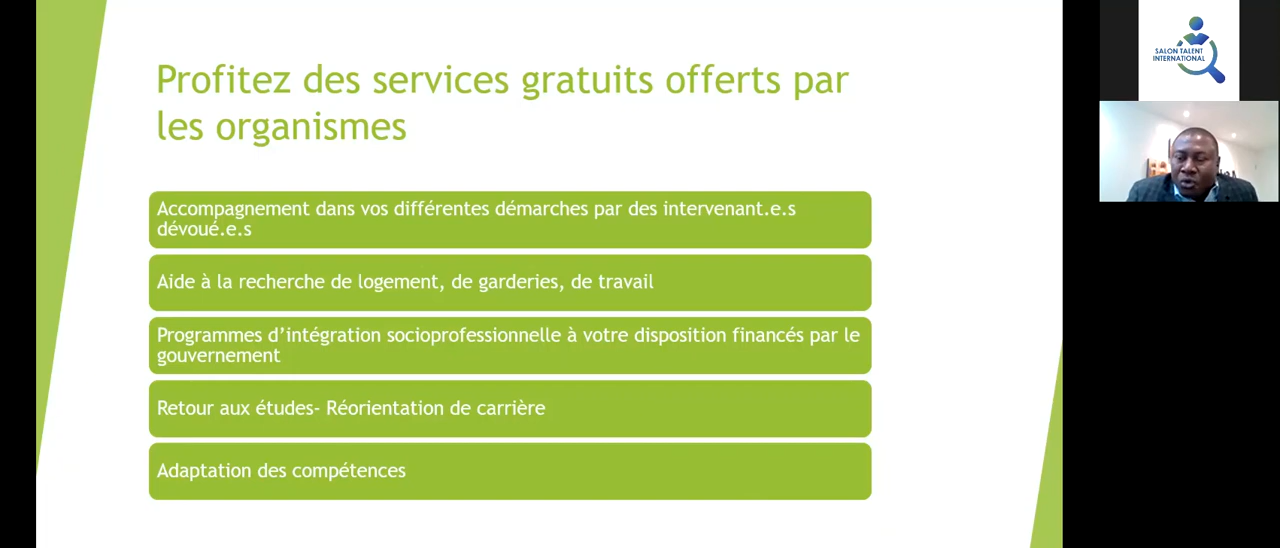 Profitez des services gratuits offerts par
les organismes
Accompagnement dans vos différentes démarches par des intervenant.e.s
dévoué.e.s
Aide à la recherche de logement, de garderies, de travail
Programmes d’intégration socioprofessionnelle à votre disposition financés par le
gouvernement
Retour aux études- Réorientation de carrière
Adaptation des compétences
SALON TALENT
INTERNATIONAL